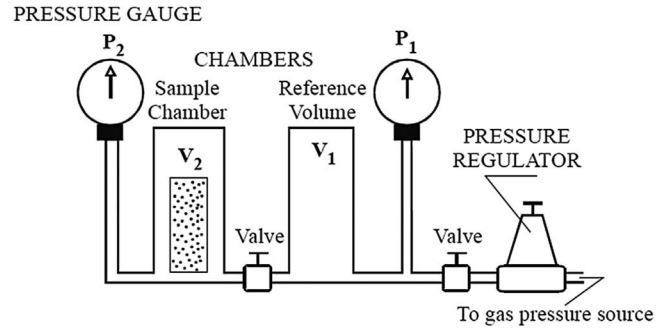 PRESSURE GAUGE
P2
P1
CHAMBERS
Sample
Chamber
Reference
Volume
V2
V1
PRESSURE
REGULATOR
Valve
Valve
To gas pressure source